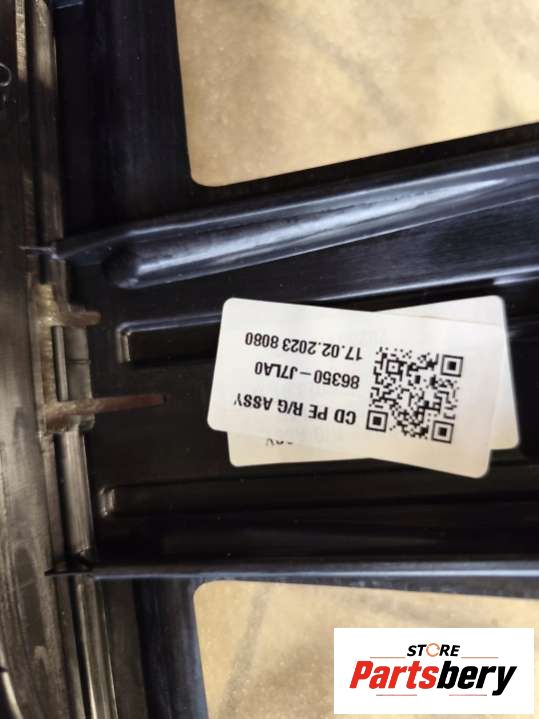 CD PE R/G ASSY
86350-J7LA0
17.02.2023 8080
STORE
Partsbery